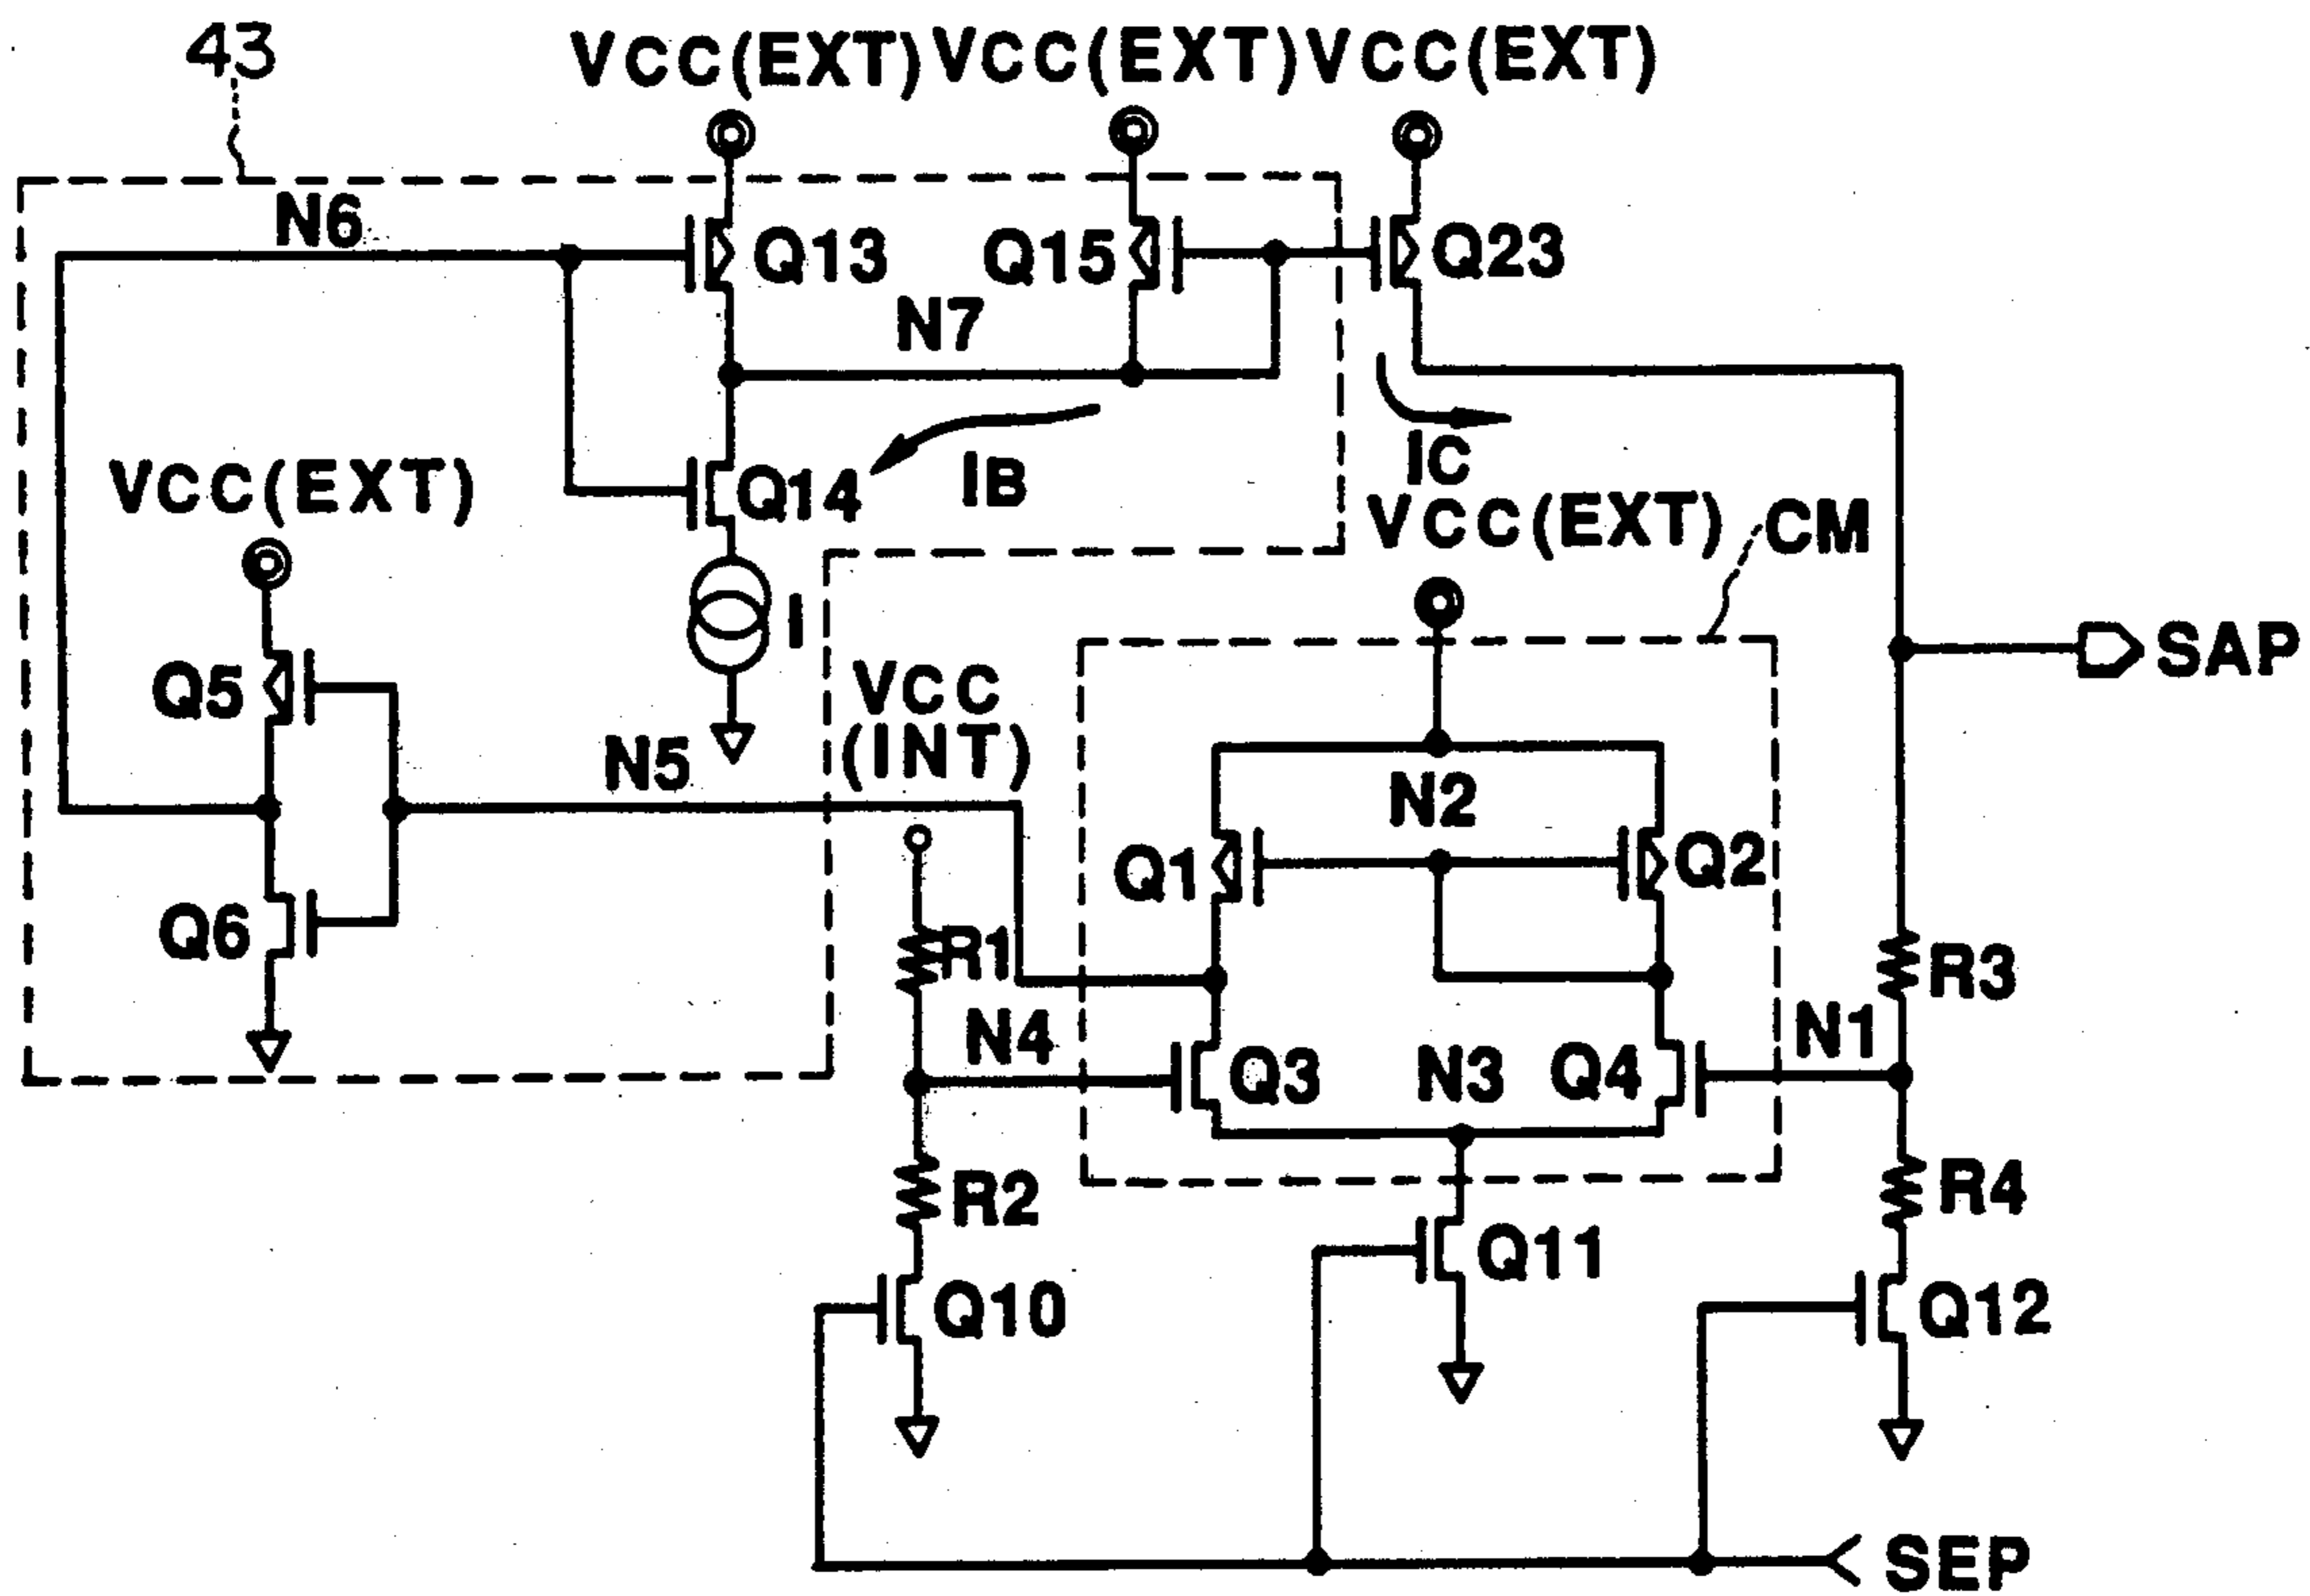 43
VCC(EXT) VCC(EXT) VCC(EXT)
N6
Q13
Q15
Q23
N7
IB
IC
VCC(EXT)
Q14
VCC(EXT)
CM
I
Q5
VCC
(INT)
SAP
N5
N2
Q1
Q2
Q6
R1
R3
N4
Q3
N3
Q4
N1
R2
R4
Q11
Q10
Q12
SEP